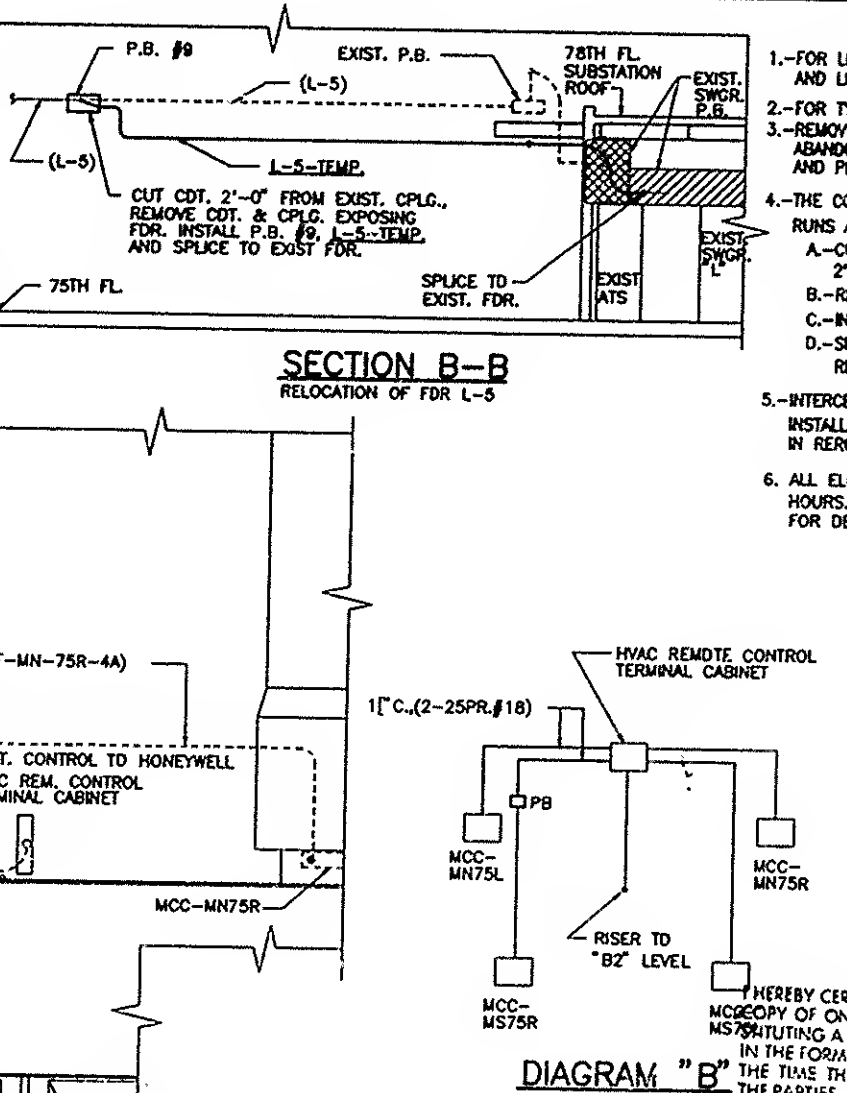 P.B. #9
EXIST. P.B.
78TH FL.
SUBSTATION
ROOF
EXIST.
SWGR.
P.B.
(L-5)
(L-5)
L-5-TEMP.
CUT CDT. 2'-0" FROM EXIST. CPLG.,
REMOVE CDT. & CPLG. EXPOSING
FDR. INSTALL P.B. #9, L-5-TEMP.
AND SPLICE TO EXIST FDR.
SPLICE TO
EXIST. FDR.
EXIST
ATS
EXIST
SWGR.
"L"
75TH FL.
SECTION B-B
RELOCATION OF FDR L-5
1.-FOR
AND
2.-FOR
3.-REMOV
ABANDO
AND
4.-THE
RUNS
2"
5.-INTERCE
INSTALL
IN
6. ALL
HOURS.
FOR
-MN-75R-4A)
T. CONTROL TO HONEYWELL
C REM. CONTROL
MINAL CABINET
MCC-MN75R
HVAC REMOTE CONTROL
TERMINAL CABINET
1[" C.,(2-25PR.#18)
PB
MCC-
MN75L
MCC-
MN75R
RISER TO
"B2" LEVEL
MCC-
MS75R
HEREBY CER
COPY OF ON
TUTING A
IN THE FORM
THE TIME TH
THE PARTIES
DIAGRAM "B"